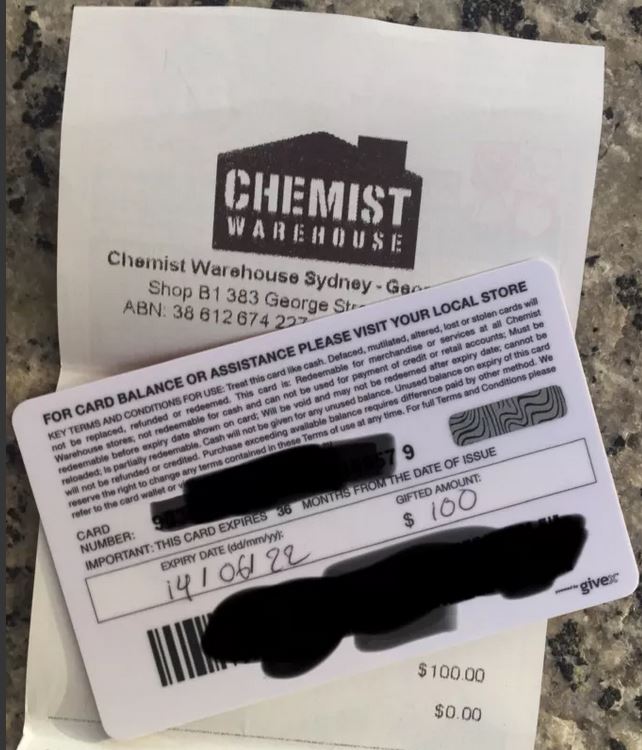 CHEMIST
WAREHOUSE
Chemist Warehouse Sydney -
Shop B1 383 George
ABN: 38 612 674 227
FOR CARD BALANCE OR ASSISTANCE PLEASE VISIT YOUR LOCAL STORE
KEY TERMS AND CONDITIONS FOR USE: Treat this card like cash. Defaced, mutilated, altered, lost or stolen cards will
not be replaced, refunded or redeemed. This card is: Redeemable for merchandise or services at all Chemist
Warehouse stores; not redeemable for cash and can not be used for payment of credit or retail accounts; Must be
redeemable before expiry date shown on card; Will be void and may not be redeemed after expiry date; cannot be
reloaded; Is partially redeemable. Cash will not be given for any unused balance. Unused balance on expiry of this card
will not be refunded or credited. Purchase exceeding available balance requires difference paid by other method. We
reserve the right to change any terms contained in these Terms of use at any time. For full Terms and Conditions please
refer to the card wallet or
CARD
NUMBER:
79
IMPORTANT: THIS CARD EXPIRES 36 MONTHS FROM THE DATE OF ISSUE
EXPIRY DATE (dd/mm/yy):
GIFTED AMOUNT:
14/06/22
$ 100
powered by givex
$100.00
$0.00